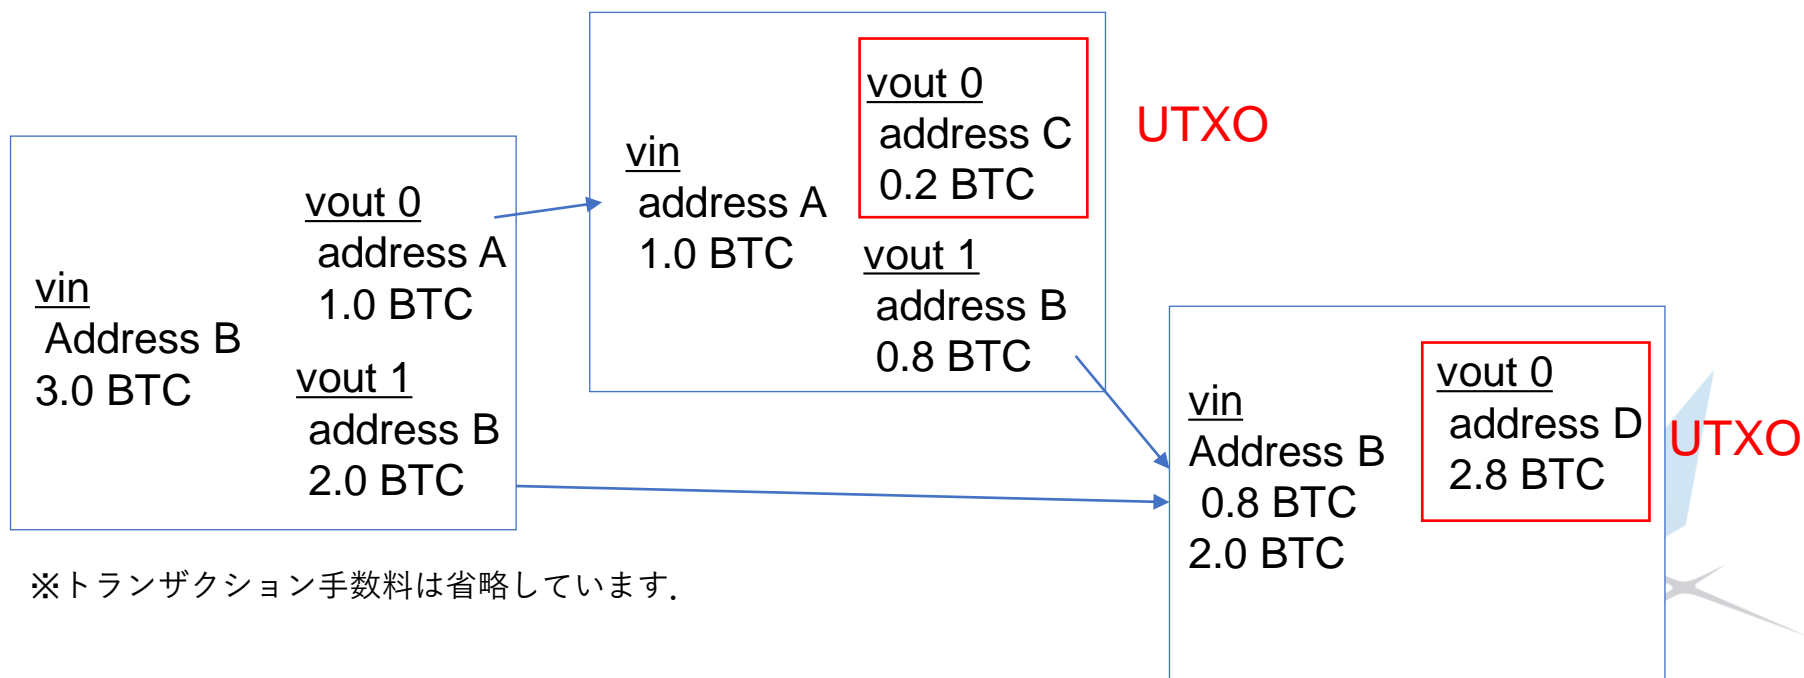 vin
Address B
3.0 BTC
vout 0
address A
1.0 BTC
vout 1
address B
2.0 BTC
vin
address A
1.0 BTC
vout 0
address C
0.2 BTC
UTXO
vout 1
address B
0.8 BTC
vin
Address B
0.8 BTC
2.0 BTC
vout 0
address D
2.8 BTC
UTXO
※トランザクション手数料は省略しています.